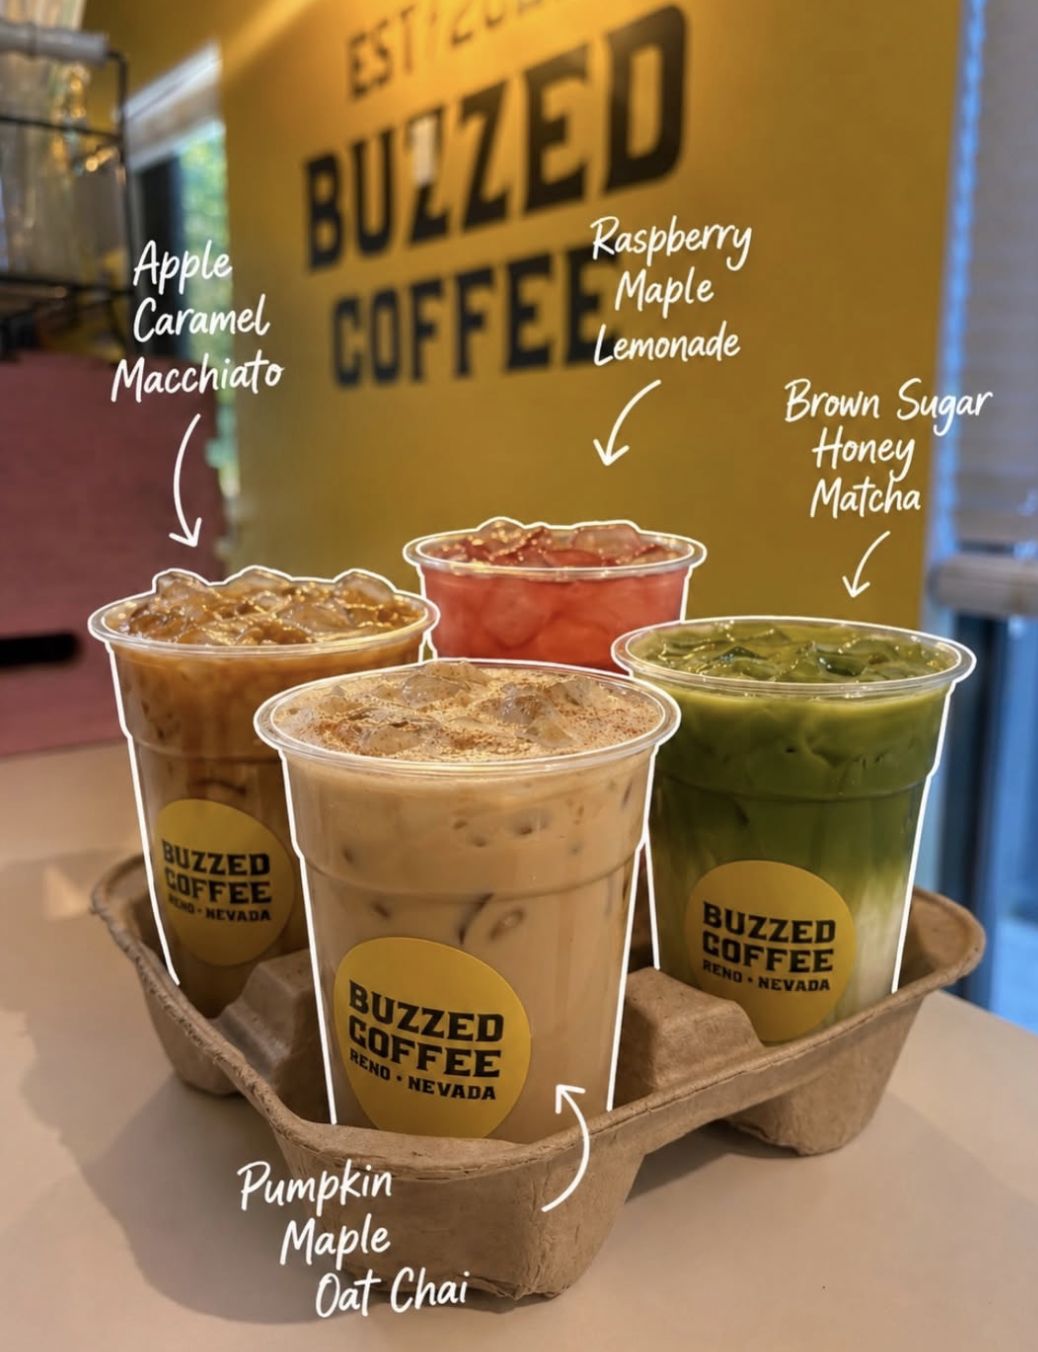 BUZZED
COFFEE
Apple
Caramel
Macchiato
Raspberry
Maple
Lemonade
Brown Sugar
Honey
Matcha
BUZZED
COFFEE
RENO • NEVADA
BUZZED
COFFEE
RENO • NEVADA
BUZZED
COFFEE
RENO • NEVADA
Pumpkin
Maple
Oat Chai